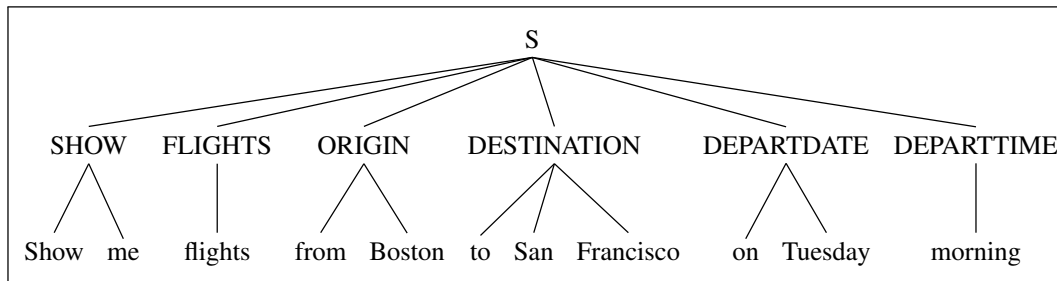 S
SHOW FLIGHTS ORIGIN DESTINATION DEPARTDATE DEPARTTIME
Show me flights from Boston to San Francisco on Tuesday morning